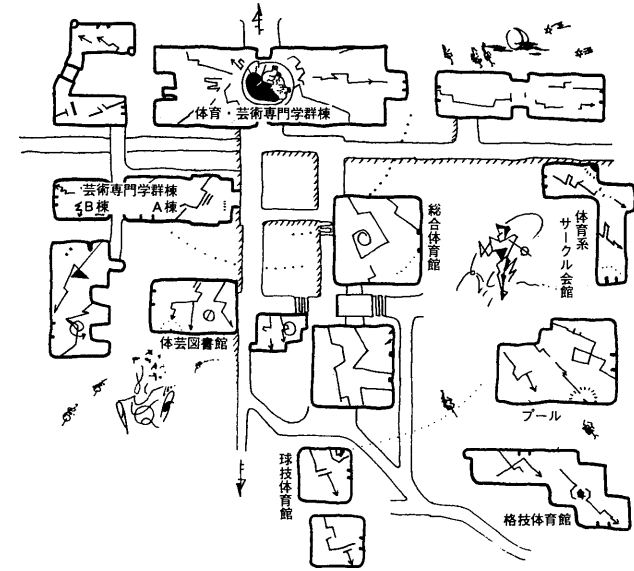 体育・芸術専門学群棟
芸術専門学群棟
B棟 A棟
総合体育館
体育系
サークル会館
体芸図書館
プール
球技体育館
格技体育館